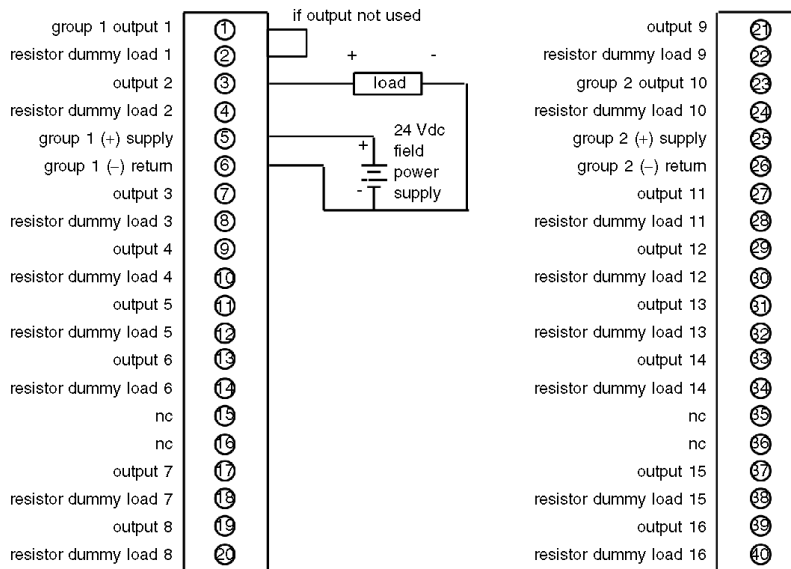 if output not used
group 1 output 1 1
resistor dummy load 1 2
output 2 3
resistor dummy load 2 4
group 1 (+) supply 5
group 1 (−) return 6
output 3 7
resistor dummy load 3 8
output 4 9
resistor dummy load 4 10
output 5 11
resistor dummy load 5 12
output 6 13
resistor dummy load 6 14
nc 15
nc 16
output 7 17
resistor dummy load 7 18
output 8 19
resistor dummy load 8 20
+ -
load
+ 24 Vdc
field
power
- supply
output 9 21
resistor dummy load 9 22
group 2 output 10 23
resistor dummy load 10 24
group 2 (+) supply 25
group 2 (−) return 26
output 11 27
resistor dummy load 11 28
output 12 29
resistor dummy load 12 30
output 13 31
resistor dummy load 13 32
output 14 33
resistor dummy load 14 34
nc 35
nc 36
output 15 37
resistor dummy load 15 38
output 16 39
resistor dummy load 16 40